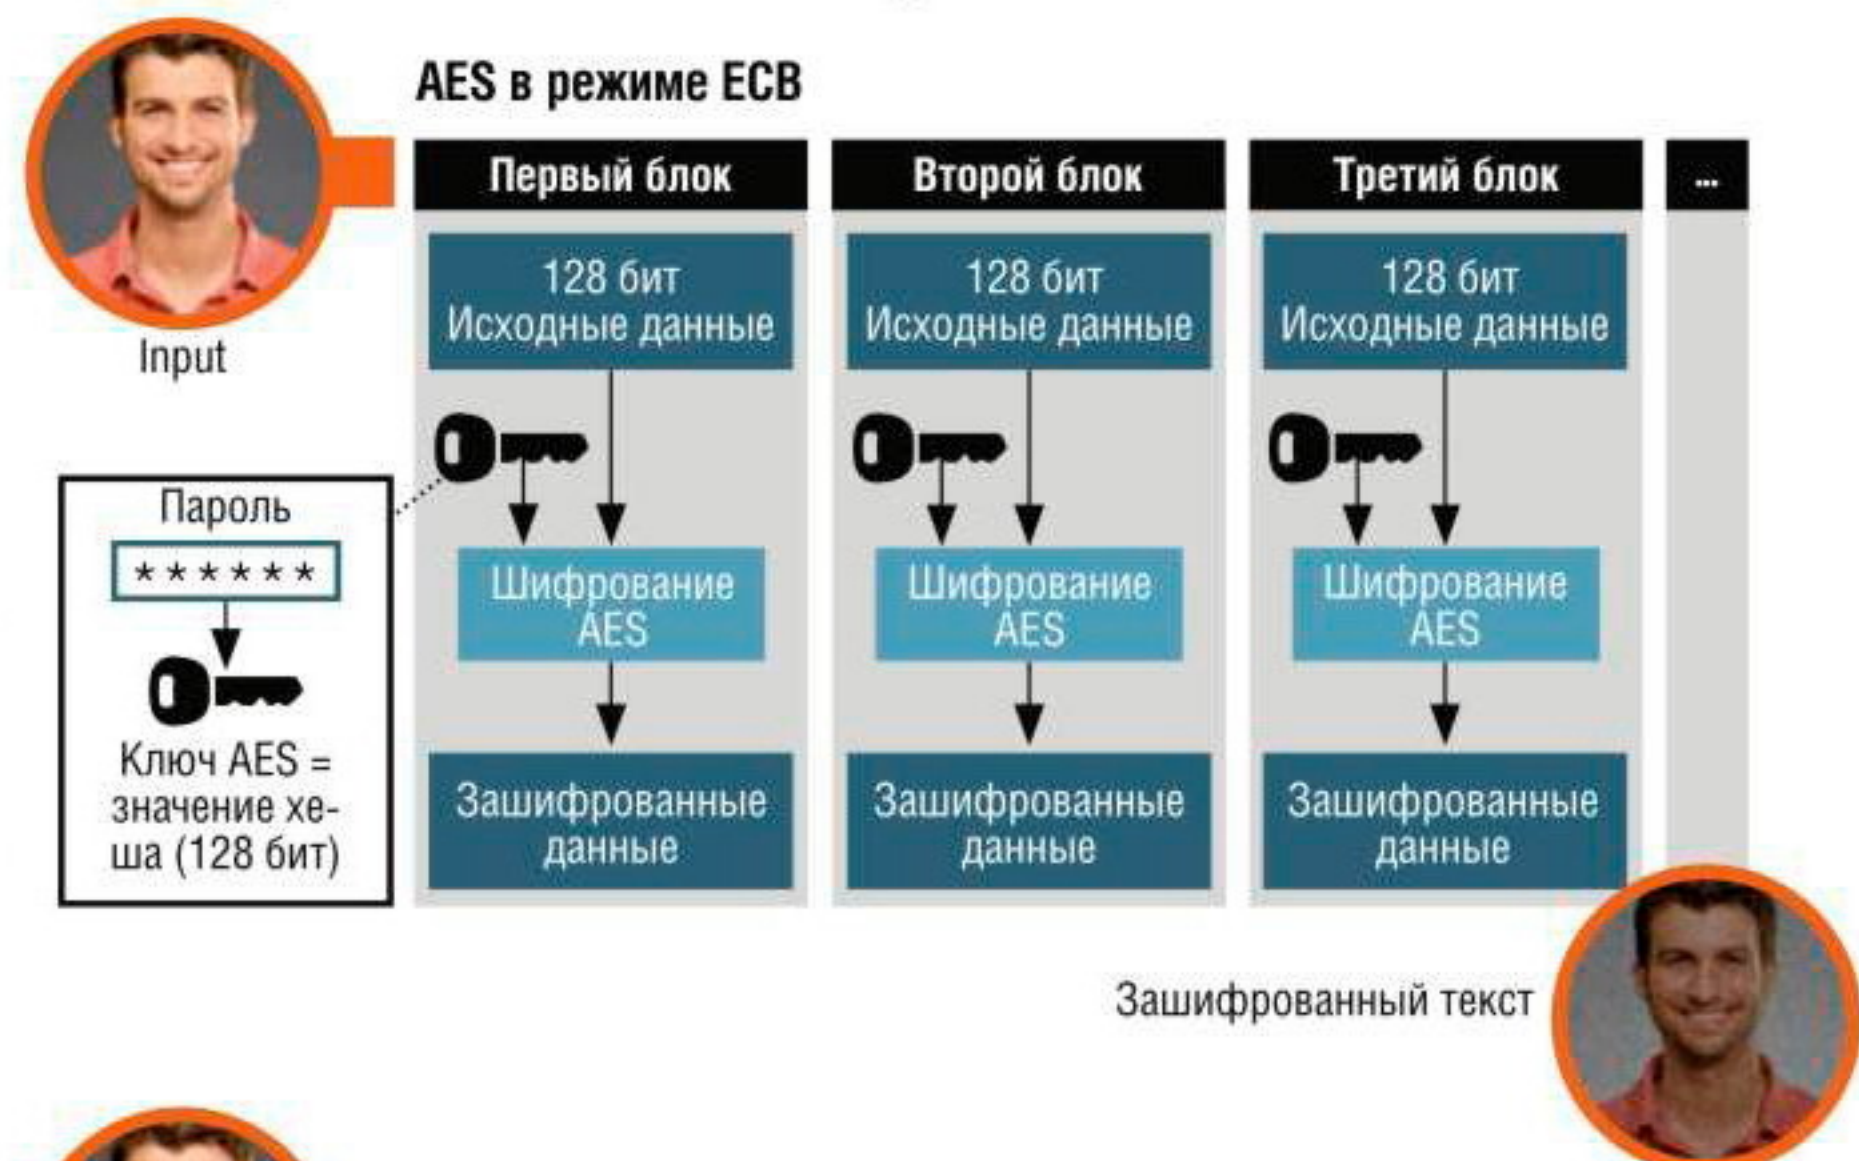 AES в режиме ECB
Первый блок
Второй блок
Третий блок
...
128 бит
Исходные данные
128 бит
Исходные данные
128 бит
Исходные данные
Input
Пароль
******
Ключ AES =
значение хе-
ша (128 бит)
Шифрование
AES
Шифрование
AES
Шифрование
AES
Зашифрованные
данные
Зашифрованные
данные
Зашифрованные
данные
Зашифрованный текст